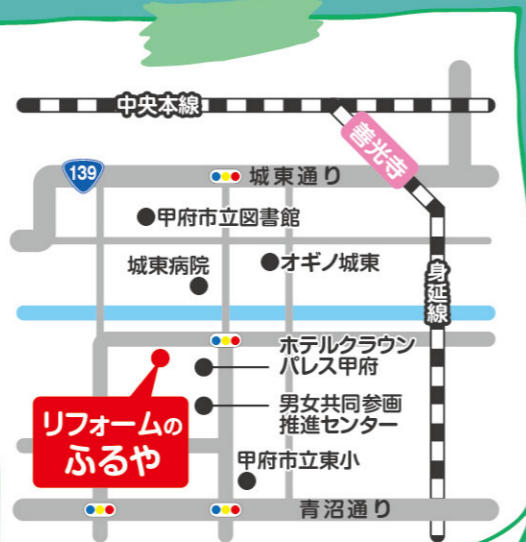 中央本線
善光寺
139
城東通り
甲府市立図書館
城東病院
オギノ城東
身延線
ホテルクラウン
パレス甲府
男女共同参画
推進センター
リフォームの
ふるや
甲府市立東小
青沼通り